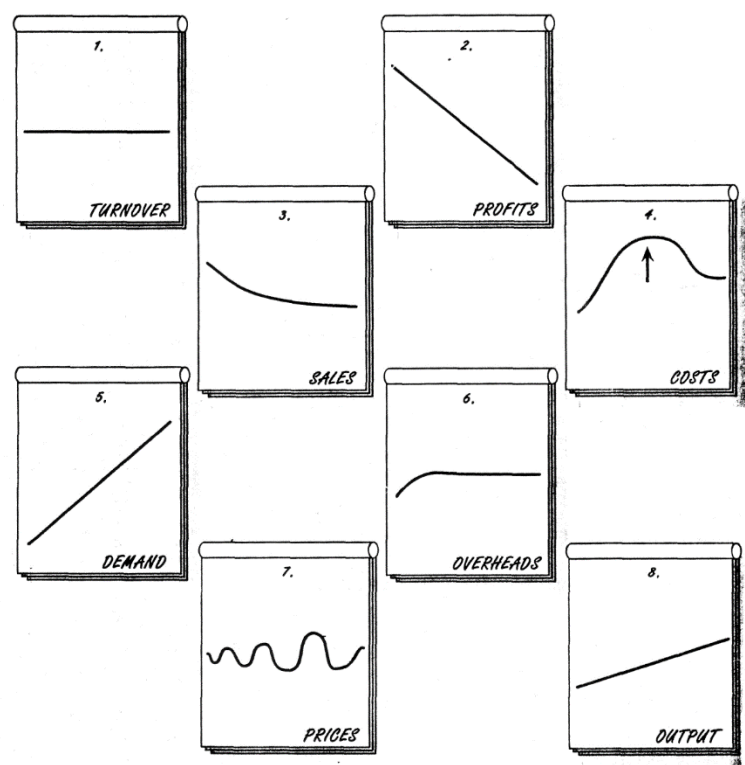 1.
TURNOVER
2.
PROFITS
3.
SALES
4.
COSTS
5.
DEMAND
6.
OVERHEADS
7.
PRICES
8.
OUTPUT